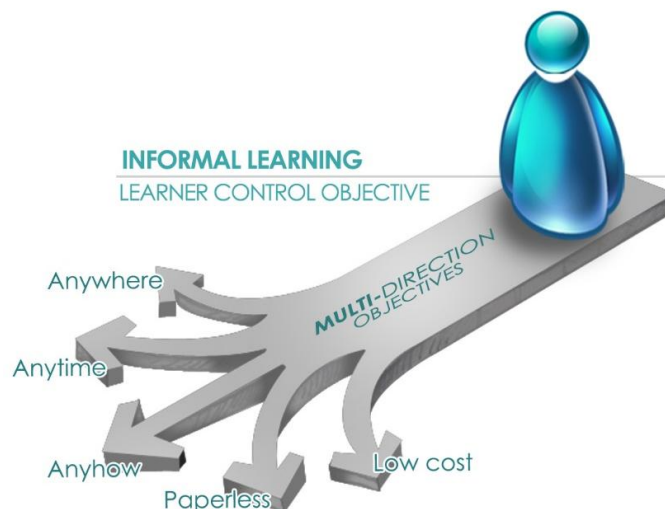 INFORMAL LEARNING
LEARNER CONTROL OBJECTIVE
MULTI-DIRECTION
OBJECTIVES
Anywhere
Anytime
Anyhow
Paperless
Low cost